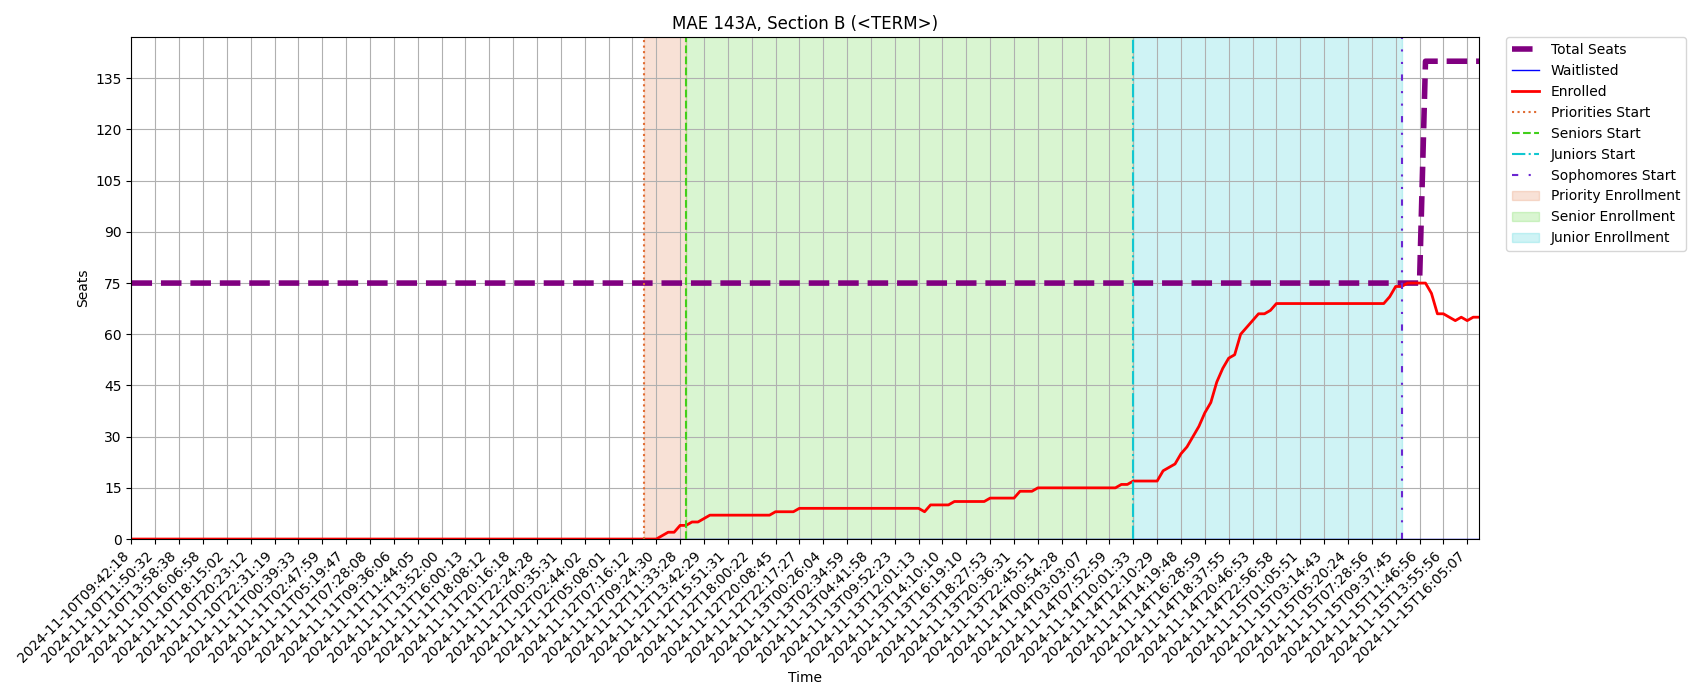 MAE 143A, Section B (<TERM>)
Total Seats
Waitlisted
Enrolled
Priorities Start
Seniors Start
Juniors Start
Sophomores Start
Priority Enrollment
Senior Enrollment
Junior Enrollment
Seats
135
120
105
90
75
60
45
30
15
0
2024-11-10T09:42:18
2024-11-10T11:50:32
2024-11-10T13:58:38
2024-11-10T16:06:58
2024-11-10T18:15:02
2024-11-10T20:23:12
2024-11-10T22:31:19
2024-11-11T00:39:33
2024-11-11T02:47:59
2024-11-11T05:19:47
2024-11-11T07:28:08
2024-11-11T09:36:06
2024-11-11T11:44:05
2024-11-11T13:52:00
2024-11-11T16:00:13
2024-11-11T18:08:12
2024-11-11T20:16:18
2024-11-11T22:24:28
2024-11-12T00:35:31
2024-11-12T02:44:02
2024-11-12T05:08:01
2024-11-12T07:16:12
2024-11-12T09:24:30
2024-11-12T11:33:28
2024-11-12T13:42:29
2024-11-12T15:51:31
2024-11-12T18:00:22
2024-11-12T20:08:45
2024-11-12T22:17:27
2024-11-13T00:26:04
2024-11-13T02:34:59
2024-11-13T04:41:58
2024-11-13T09:52:23
2024-11-13T12:01:13
2024-11-13T14:10:10
2024-11-13T16:19:10
2024-11-13T18:27:53
2024-11-13T20:36:31
2024-11-13T22:45:51
2024-11-14T00:54:28
2024-11-14T03:03:07
2024-11-14T07:52:59
2024-11-14T10:01:33
2024-11-14T12:10:29
2024-11-14T14:19:48
2024-11-14T16:28:59
2024-11-14T18:37:55
2024-11-14T20:46:53
2024-11-14T22:56:58
2024-11-15T01:05:51
2024-11-15T03:14:43
2024-11-15T05:20:24
2024-11-15T07:28:56
2024-11-15T09:37:45
2024-11-15T11:46:56
2024-11-15T13:55:56
2024-11-15T16:05:07
Time